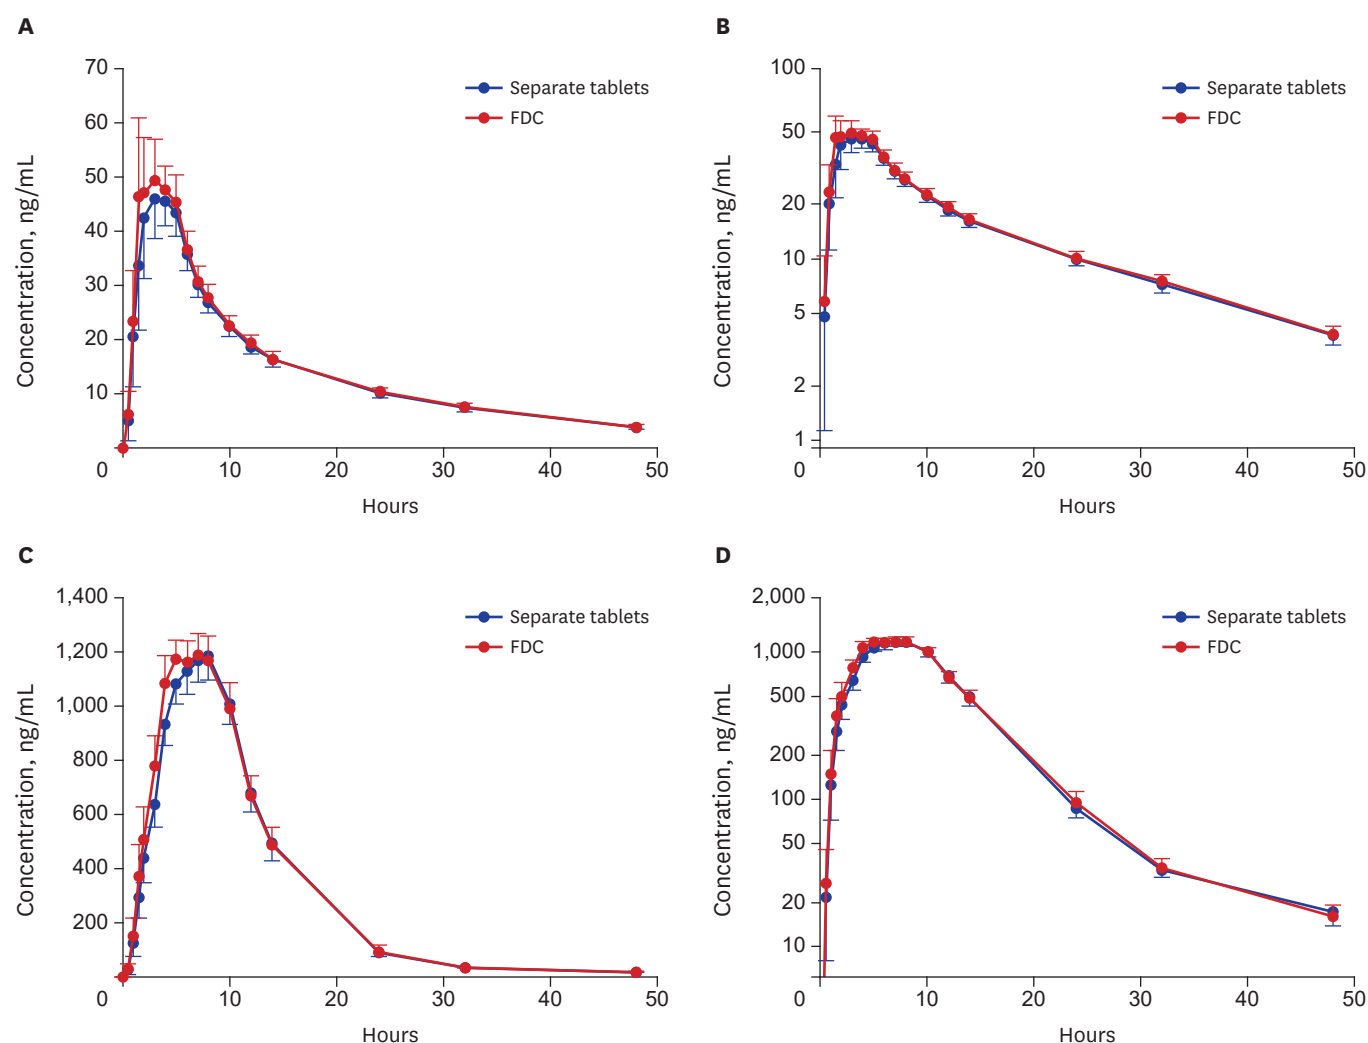 A
70
60
50
40
30
20
10
0 10 20 30 40 50
Concentration, ng/mL
Hours
Separate tablets
FDC
B
100
50
20
10
5
2
1
0 10 20 30 40 50
Concentration, ng/mL
Hours
Separate tablets
FDC
C
1,400
1,200
1,000
800
600
400
200
0 10 20 30 40 50
Concentration, ng/mL
Hours
Separate tablets
FDC
D
2,000
1,000
500
200
100
50
20
10
0 10 20 30 40 50
Concentration, ng/mL
Hours
Separate tablets
FDC